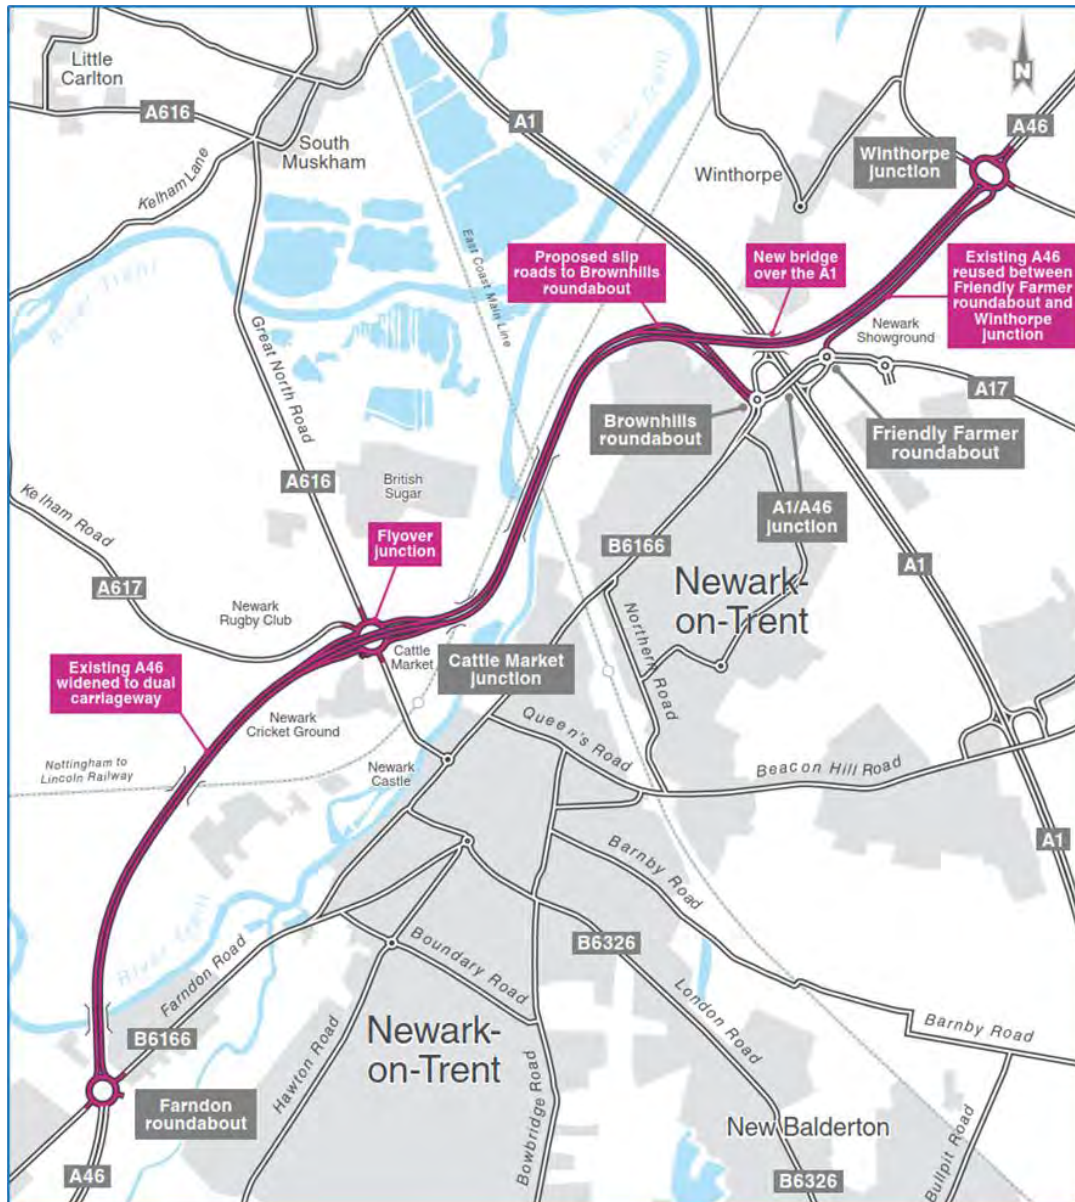 Little
Carlton
A616
South
Muskham
Kelham Lane
A1
River Trent
Winthorpe
Winthorpe
junction
A46
N
River Trent
East Coast Main Line
Proposed slip
roads to Brownhills
roundabout
New bridge
over the A1
Existing A46
reused between
Friendly Farmer
roundabout and
Winthorpe
junction
Newark
Showground
A17
Great North Road
Brownhills
roundabout
Friendly Farmer
roundabout
A616
British
Sugar
A1/A46
junction
Kelham Road
A617
Flyover
junction
B6166
A1
Newark-
on-Trent
Northern Road
Newark
Rugby Club
Cattle
Market
Cattle Market
junction
Existing A46
widened to dual
carriageway
Newark
Cricket Ground
Queen's Road
Nottingham to
Lincoln Railway
Newark
Castle
Beacon Hill Road
A1
Barnby Road
River Trent
Farndon Road
Boundary Road
B6326
London Road
Barnby Road
B6166
Hawton Road
Newark-
on-Trent
Bowbridge Road
Farndon
roundabout
New Balderton
Bullpit Road
A46
B6326